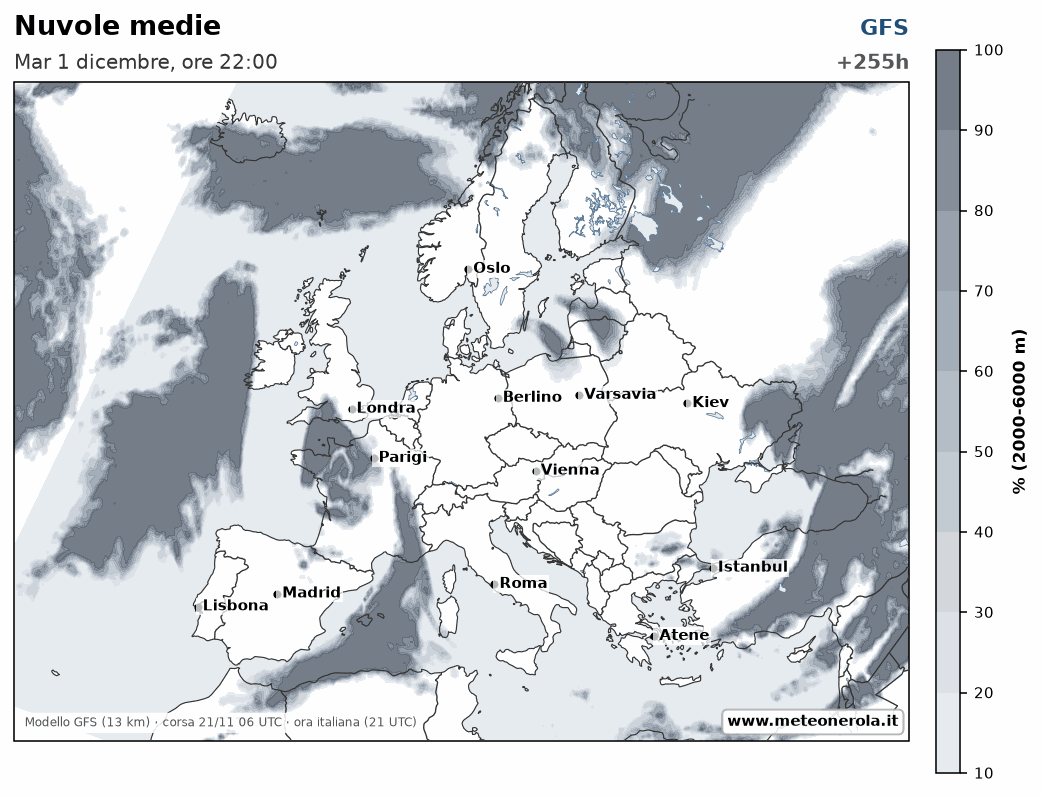 Nuvole medie
GFS
Mar 1 dicembre, ore 22:00
+255h
100
90
80
70
60
50
40
30
20
10
% (2000-6000 m)
Oslo
Londra
Berlino
Varsavia
Kiev
Parigi
Vienna
Istanbul
Roma
Madrid
Lisbona
Atene
Modello GFS (13 km) · corsa 21/11 06 UTC · ora italiana (21 UTC)
www.meteonerola.it